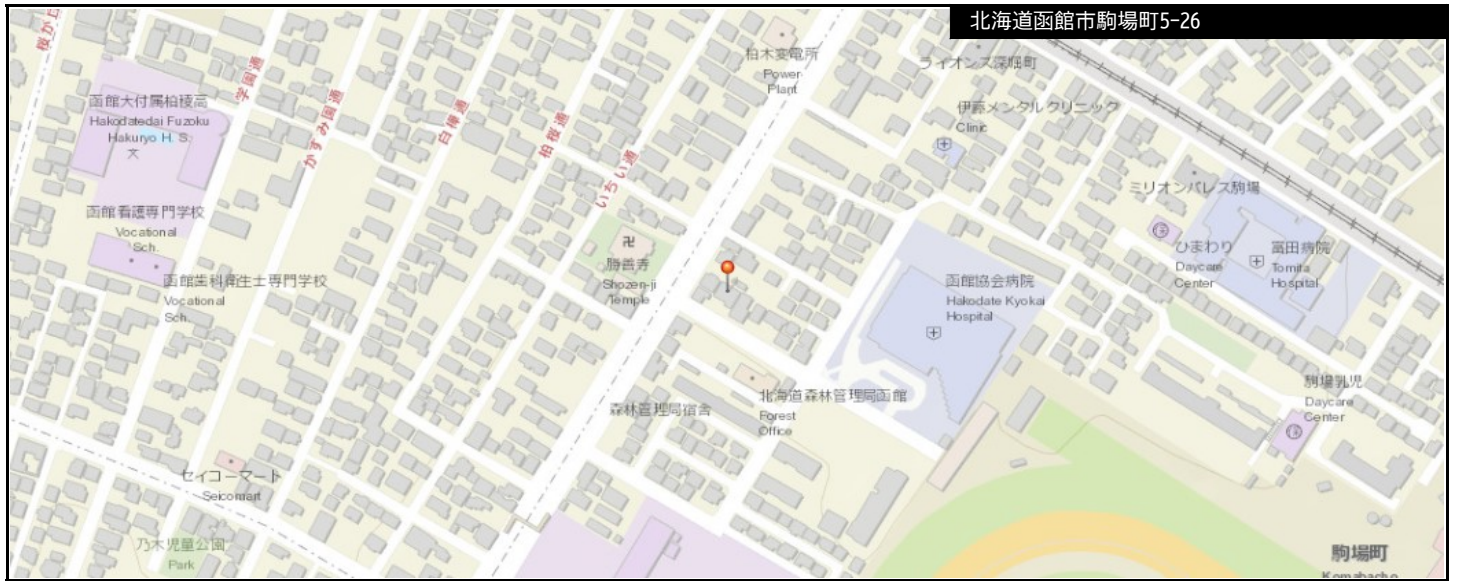 北海道函館市駒場町5-26
桜が丘
学園通
かすみ園通
白樺通
柏桜通
いちい通
函館大付属柏稜高
Hakodatedai Fuzoku
Hakuryo H. S.
文
函館看護専門学校
Vocational
Sch.
函館歯科衛生士専門学校
Vocational
Sch.
柏木変電所
Power
Plant
ライオンズ深堀町
伊藤メンタルクリニック
Clinic
ミリオンパレス駒場
ひまわり
Daycare
Center
富田病院
Tomita
Hospital
卍
勝善寺
Shozen-ji
Temple
函館協会病院
Hakodate Kyokai
Hospital
北海道森林管理局函館
Forest
Office
森林管理局宿舎
駒場乳児
Daycare
Center
セイコーマート
Seicomart
乃木児童公園
Park
駒場町
Komabacho